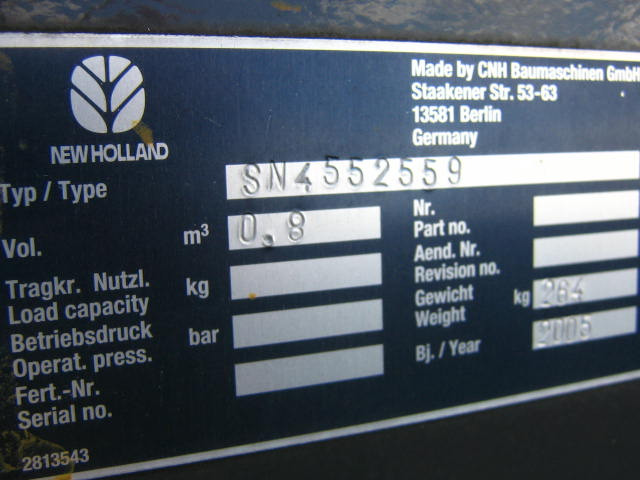 NEW HOLLAND
Made by CNH Baumaschinen GmbH
Staakener Str. 53-63
13581 Berlin
Germany
Typ / Type SN4552559
Vol. m³ 0,8
Tragkr. Nutzl. kg
Load capacity
Betriebsdruck bar
Operat. press.
Fert.-Nr.
Serial no.
Nr.
Part no.
Aend. Nr.
Revision no.
Gewicht kg 264
Weight
Bj. / Year 2005
2813543